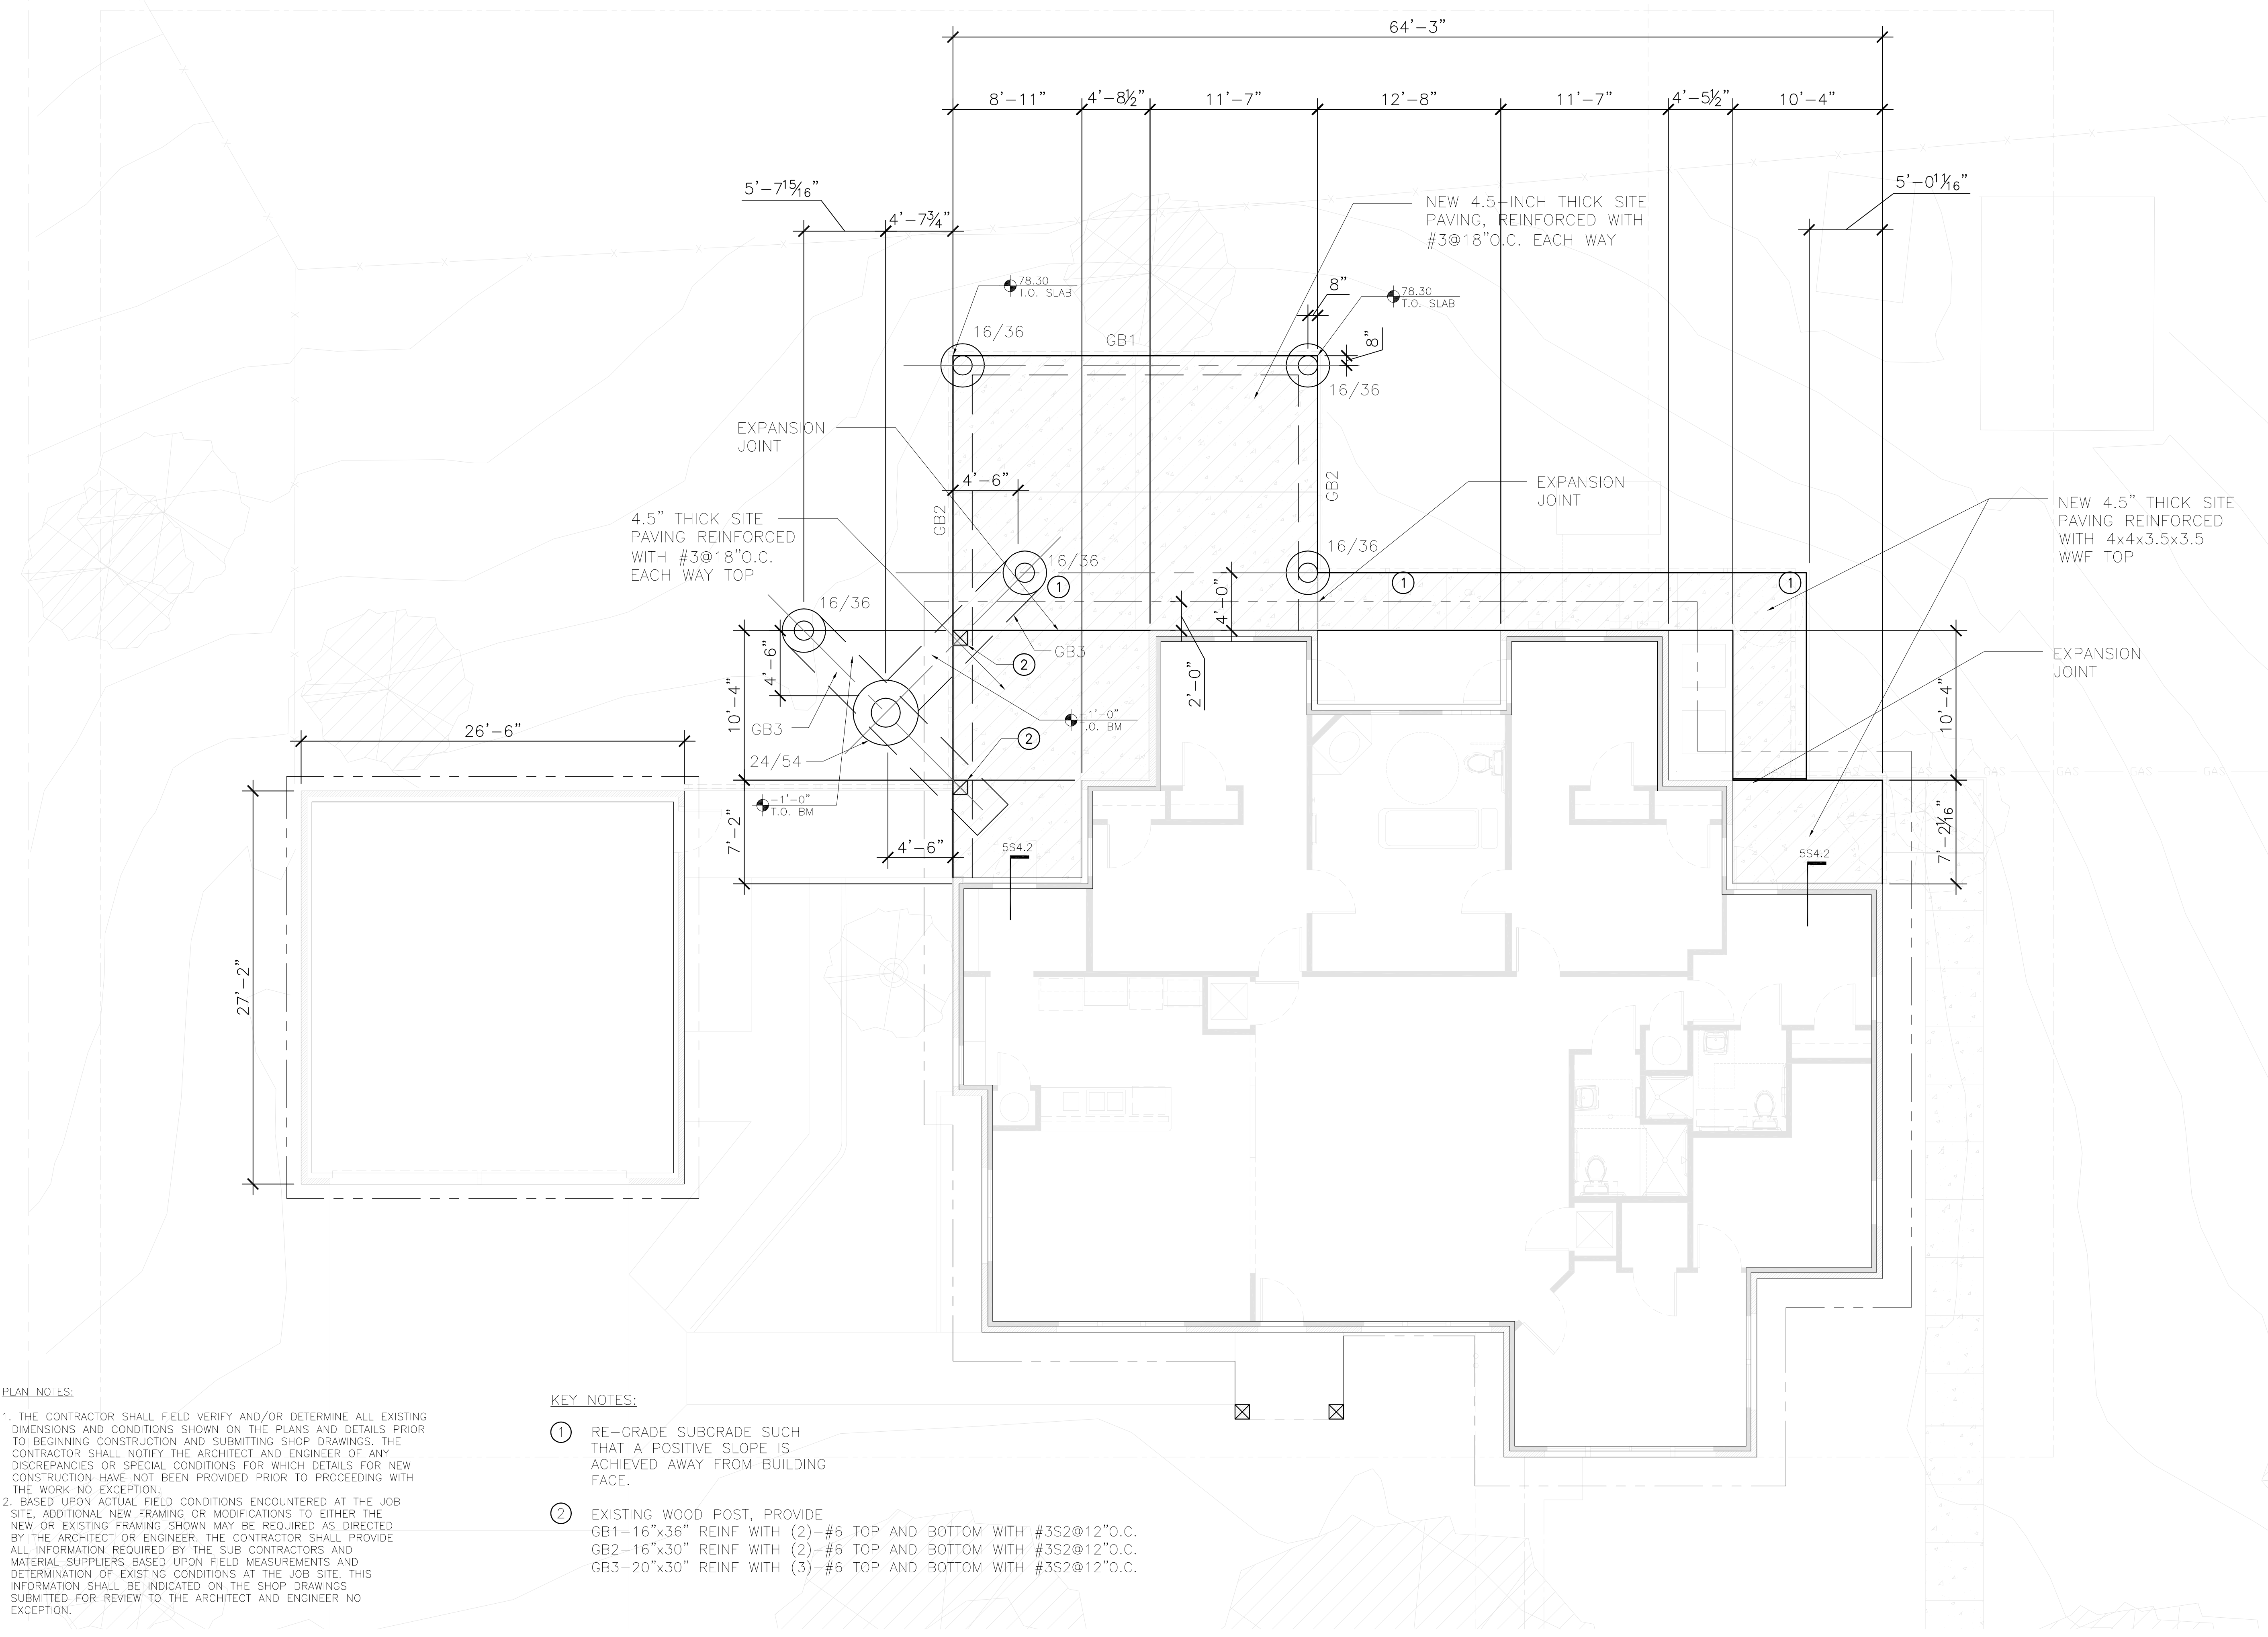 64'-3"
8'-11"
4'-8½"
11'-7"
12'-8"
11'-7"
4'-5½"
10'-4"
5'-7 15/16"
4'-7¾"
5'-0 11/16"
NEW 4.5-INCH THICK SITE
PAVING, REINFORCED WITH
#3@18"O.C. EACH WAY
78.30
T.O. SLAB
8"
78.30
T.O. SLAB
16/36
GB1
8"
16/36
EXPANSION
JOINT
4'-6"
GB2
GB2
EXPANSION
JOINT
4.5" THICK SITE
PAVING REINFORCED
WITH #3@18"O.C.
EACH WAY TOP
NEW 4.5" THICK SITE
PAVING REINFORCED
WITH 4x4x3.5x3.5
WWF TOP
16/36
16/36
1
1
1
16/36
4'-0"
2'-0"
GB3
2
EXPANSION
JOINT
10'-4"
4'-6"
10'-4"
-1'-0"
T.O. BM
GB3
2
24/54
26'-6"
GAS
GAS
GAS
GAS
-1'-0"
T.O. BM
7'-2"
4'-6"
5S4.2
5S4.2
7'-2 1/16"
27'-2"
PLAN NOTES:
1. THE CONTRACTOR SHALL FIELD VERIFY AND/OR DETERMINE ALL EXISTING
DIMENSIONS AND CONDITIONS SHOWN ON THE PLANS AND DETAILS PRIOR
TO BEGINNING CONSTRUCTION AND SUBMITTING SHOP DRAWINGS. THE
CONTRACTOR SHALL NOTIFY THE ARCHITECT AND ENGINEER OF ANY
DISCREPANCIES OR SPECIAL CONDITIONS FOR WHICH DETAILS FOR NEW
CONSTRUCTION HAVE NOT BEEN PROVIDED PRIOR TO PROCEEDING WITH
THE WORK NO EXCEPTION.
2. BASED UPON ACTUAL FIELD CONDITIONS ENCOUNTERED AT THE JOB
SITE, ADDITIONAL NEW FRAMING OR MODIFICATIONS TO EITHER THE
NEW OR EXISTING FRAMING SHOWN MAY BE REQUIRED AS DIRECTED
BY THE ARCHITECT OR ENGINEER. THE CONTRACTOR SHALL PROVIDE
ALL INFORMATION REQUIRED BY THE SUB CONTRACTORS AND
MATERIAL SUPPLIERS BASED UPON FIELD MEASUREMENTS AND
DETERMINATION OF EXISTING CONDITIONS AT THE JOB SITE. THIS
INFORMATION SHALL BE INDICATED ON THE SHOP DRAWINGS
SUBMITTED FOR REVIEW TO THE ARCHITECT AND ENGINEER NO
EXCEPTION.
KEY NOTES:
1 RE-GRADE SUBGRADE SUCH
THAT A POSITIVE SLOPE IS
ACHIEVED AWAY FROM BUILDING
FACE.
2 EXISTING WOOD POST, PROVIDE
GB1-16"x36" REINF WITH (2)-#6 TOP AND BOTTOM WITH #3S2@12"O.C.
GB2-16"x30" REINF WITH (2)-#6 TOP AND BOTTOM WITH #3S2@12"O.C.
GB3-20"x30" REINF WITH (3)-#6 TOP AND BOTTOM WITH #3S2@12"O.C.